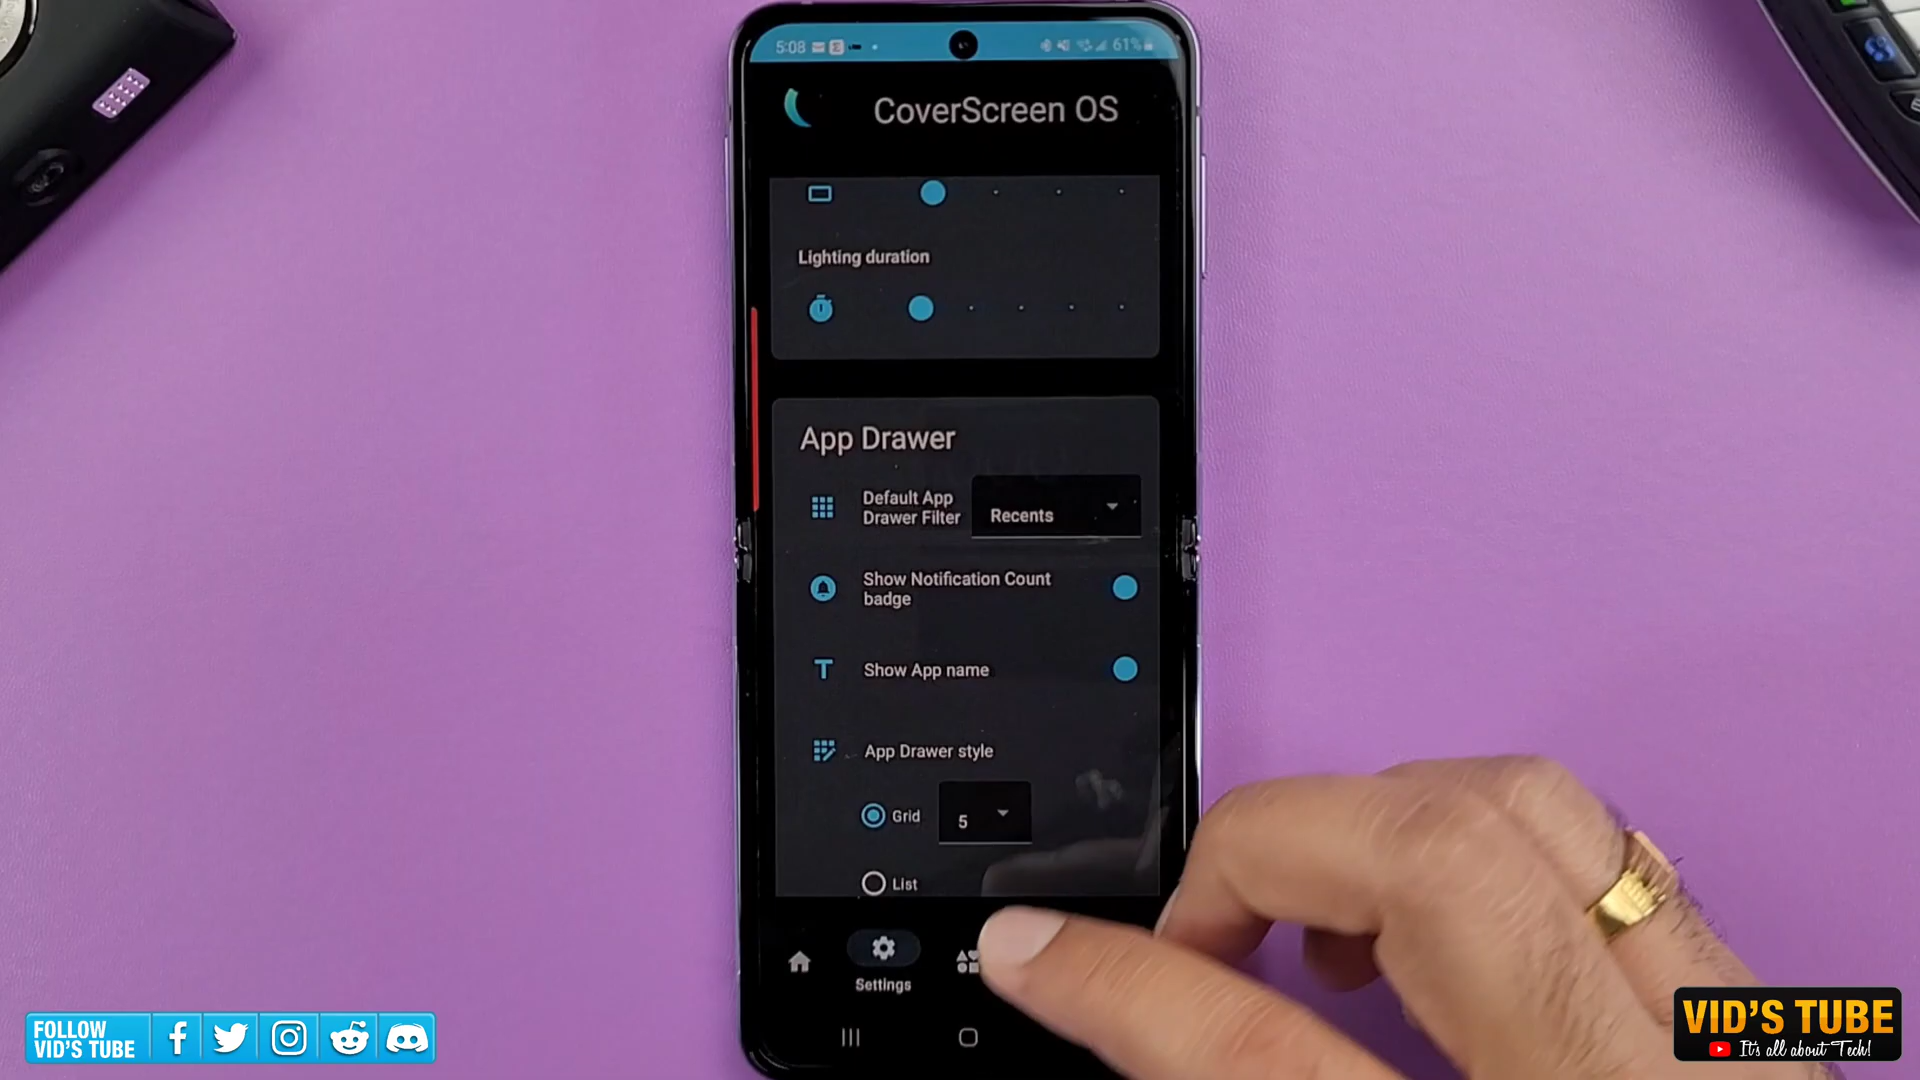 5:08
61%
CoverScreen OS
Lighting duration
App Drawer
Default App
Drawer Filter
Recents
Show Notification Count
badge
Show App name
App Drawer style
Grid
5
List
Settings
FOLLOW
VID'S TUBE
VID'S TUBE
It's all about Tech!